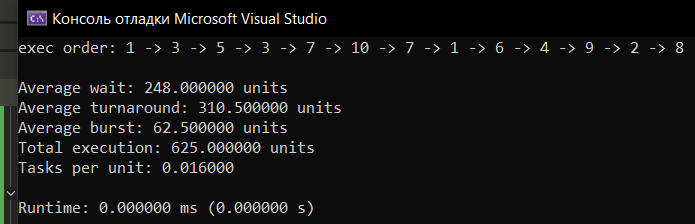 Консоль отладки Microsoft Visual Studio
exec order: 1 -> 3 -> 5 -> 3 -> 7 -> 10 -> 7 -> 1 -> 6 -> 4 -> 9 -> 2 -> 8
Average wait: 248.000000 units
Average turnaround: 310.500000 units
Average burst: 62.500000 units
Total execution: 625.000000 units
Tasks per unit: 0.016000
Runtime: 0.000000 ms (0.000000 s)